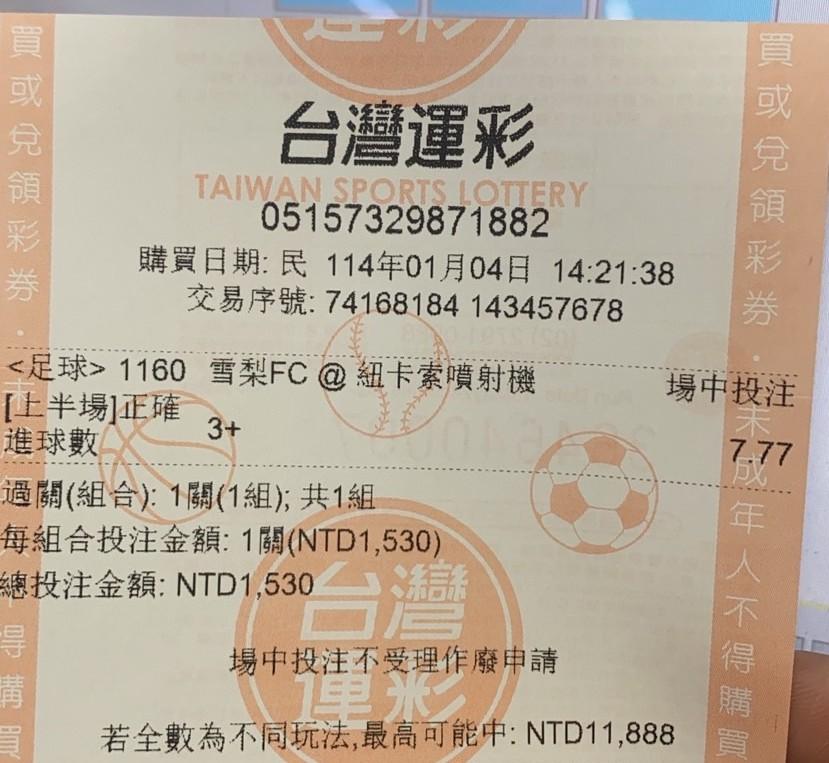 運彩
台灣運彩
TAIWAN SPORTS LOTTERY
05157329871882
購買日期: 民 114年01月04日 14:21:38
交易序號: 74168184 143457678
<足球> 1160 雪梨FC @ 紐卡索噴射機 場中投注
[上半場]正確
進球數 3+ 7.77
過關(組合): 1關(1組); 共1組
每組合投注金額: 1關(NTD1,530)
總投注金額: NTD1,530
台灣
運彩
場中投注不受理作廢申請
若全數為不同玩法,最高可能中: NTD11,888
買或兌領彩券·未
得購買
買或兌領彩券·未成年人不得購買